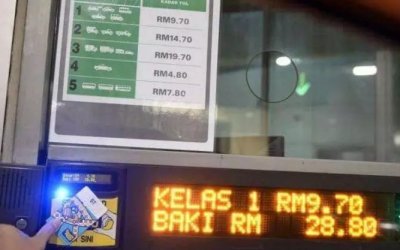 KADAR TOL
1 RM9.70
2 RM14.70
3 RM19.70
4 RM4.80
5 RM7.80
KELAS 1 RM9.70
BAKI RM 28.80
SINI